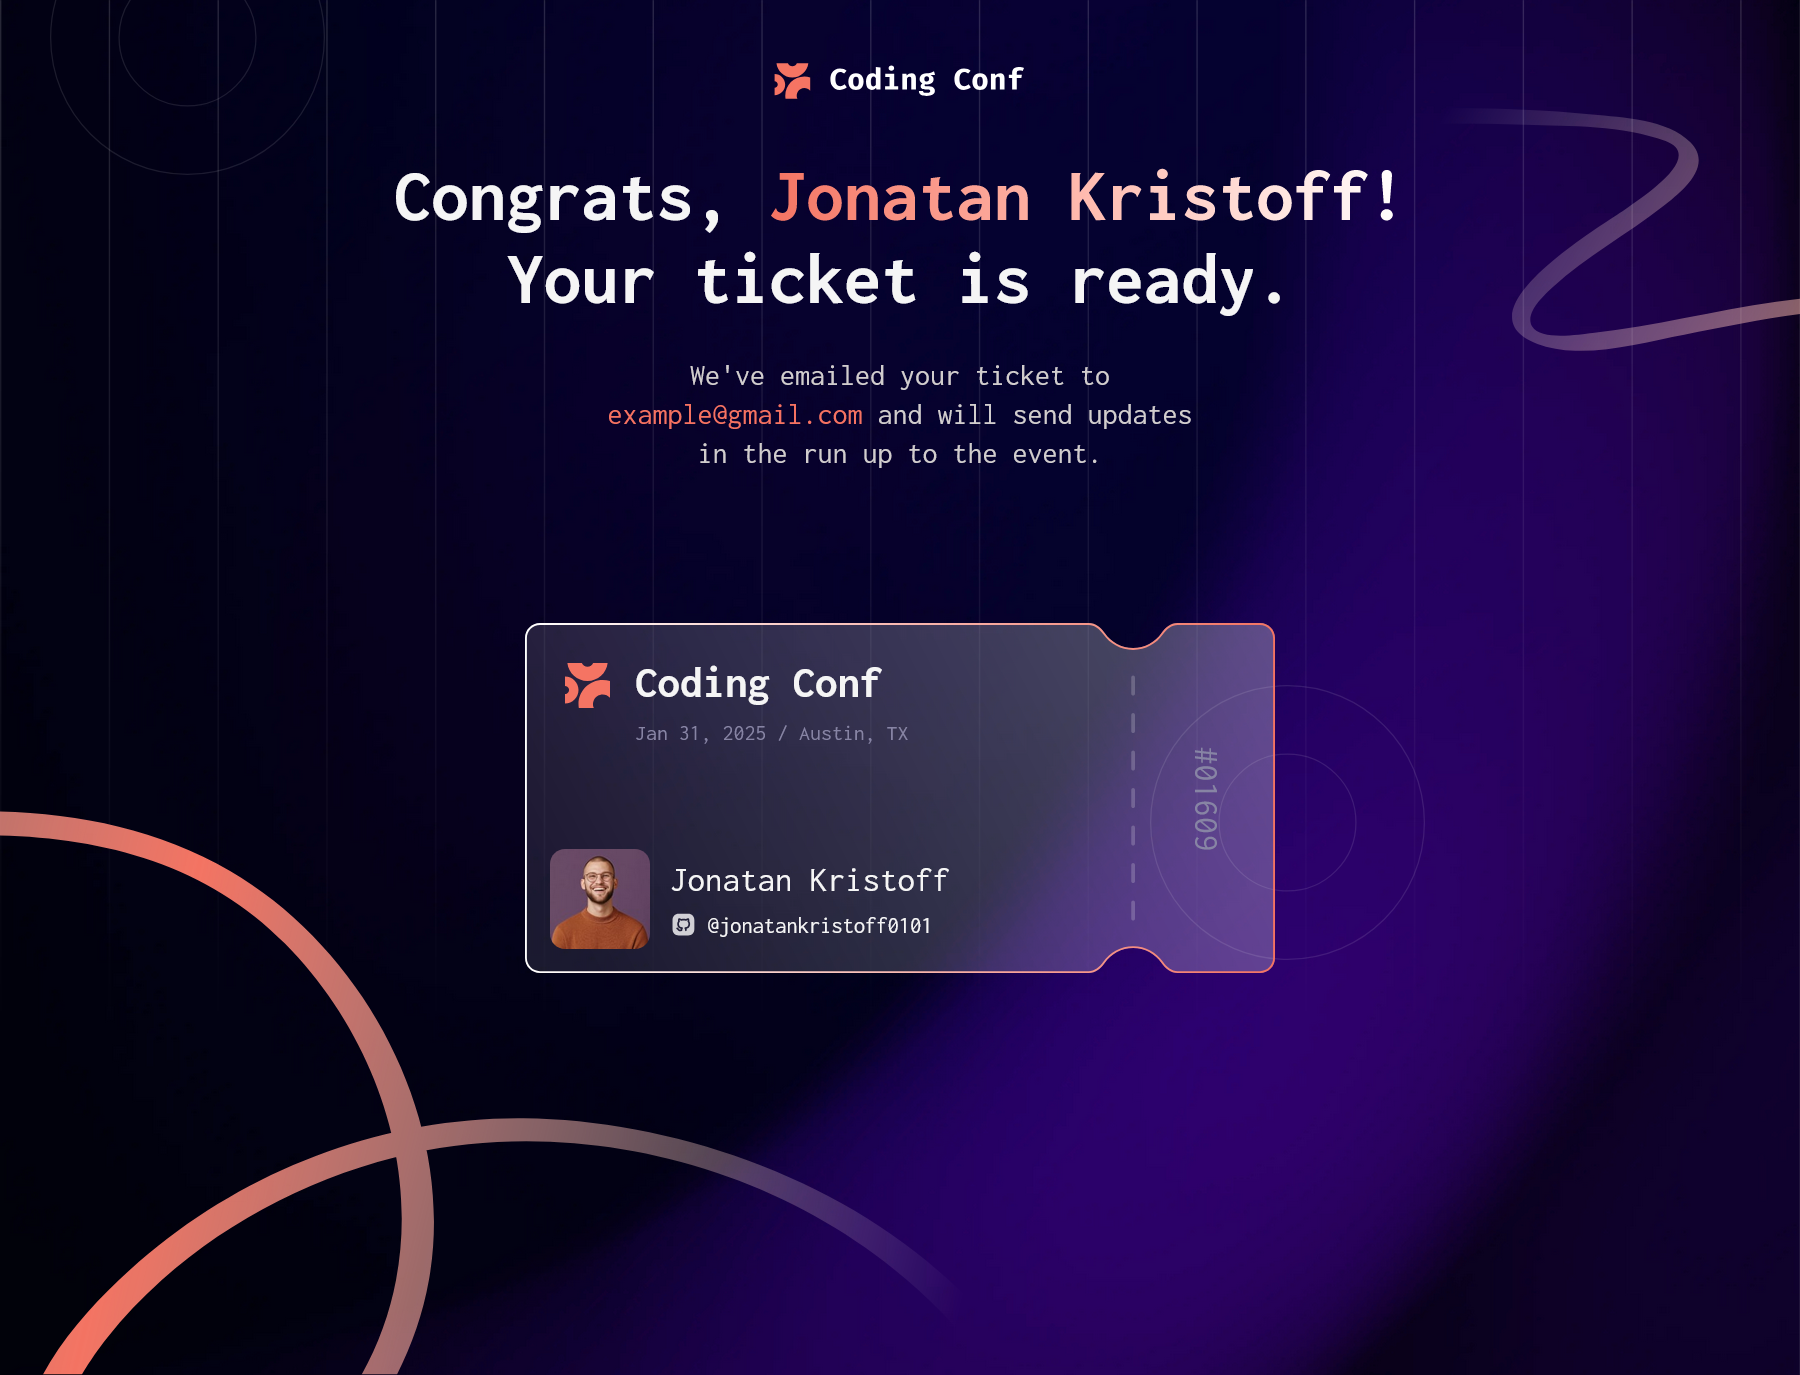 Coding Conf
Congrats, Jonatan Kristoff!
Your ticket is ready.
We've emailed your ticket to
example@gmail.com and will send updates
in the run up to the event.
Coding Conf
Jan 31, 2025 / Austin, TX
Jonatan Kristoff
@jonatankristoff0101
#01609